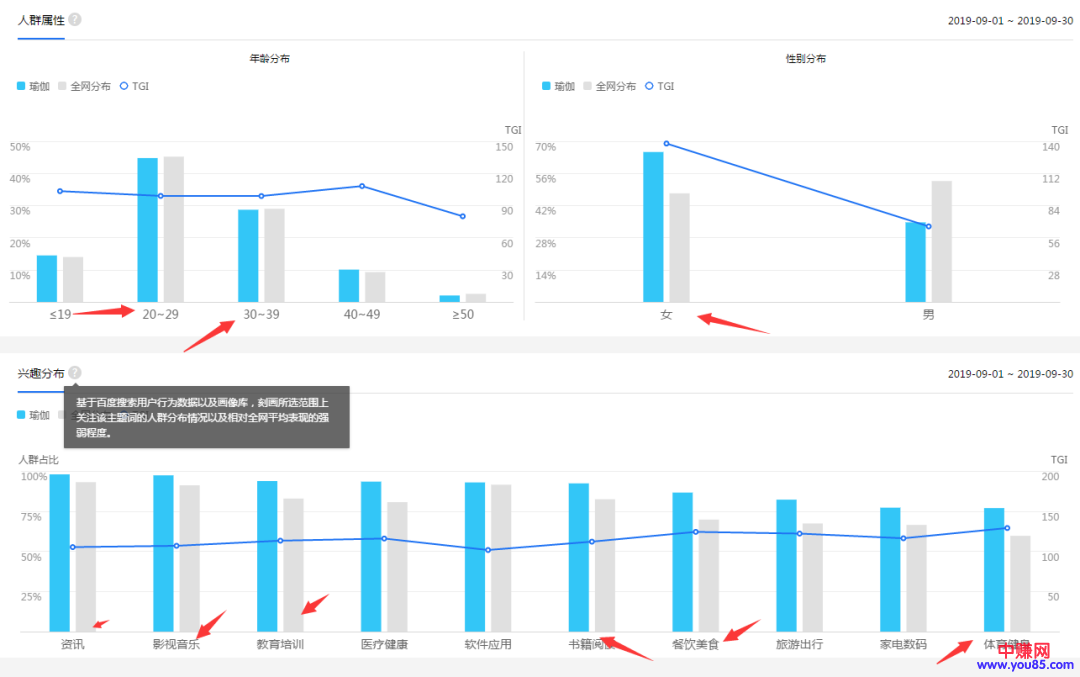 人群属性 ?
2019-09-01 ~ 2019-09-30
年龄分布
瑜伽 全网分布 TGI
TGI
50% 150
40% 120
30% 90
20% 60
10% 30
≤19 20~29 30~39 40~49 ≥50
性别分布
瑜伽 全网分布 TGI
TGI
70% 140
56% 112
42% 84
28% 56
14% 28
女 男
兴趣分布 ?
2019-09-01 ~ 2019-09-30
基于百度搜索用户行为数据以及画像库，刻画所选范围上
关注该主题词的人群分布情况以及相对全网平均表现的强
弱程度。
瑜伽
人群占比 TGI
100% 200
75% 150
50% 100
25% 50
资讯 影视音乐 教育培训 医疗健康 软件应用 书籍阅读 餐饮美食 旅游出行 家电数码 体育健身
中赚网
www.you85.com